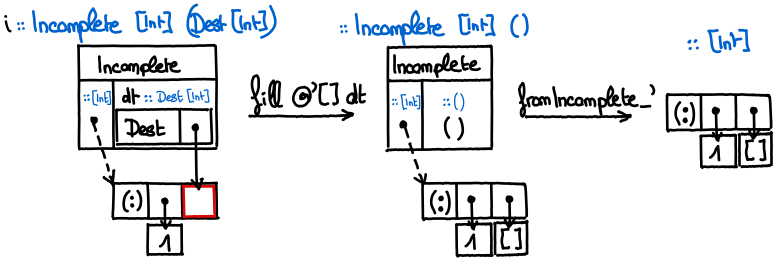 i :: Incomplete [Int] (Dest [Int])
Incomplete
:: [Int] dt :: Dest [Int]
Dest
(:)
1
fill @'[] dt
:: Incomplete [Int] ()
Incomplete
:: [Int] :: ()
()
(:)
1 []
fromIncomplete_'
:: [Int]
(:)
1 []